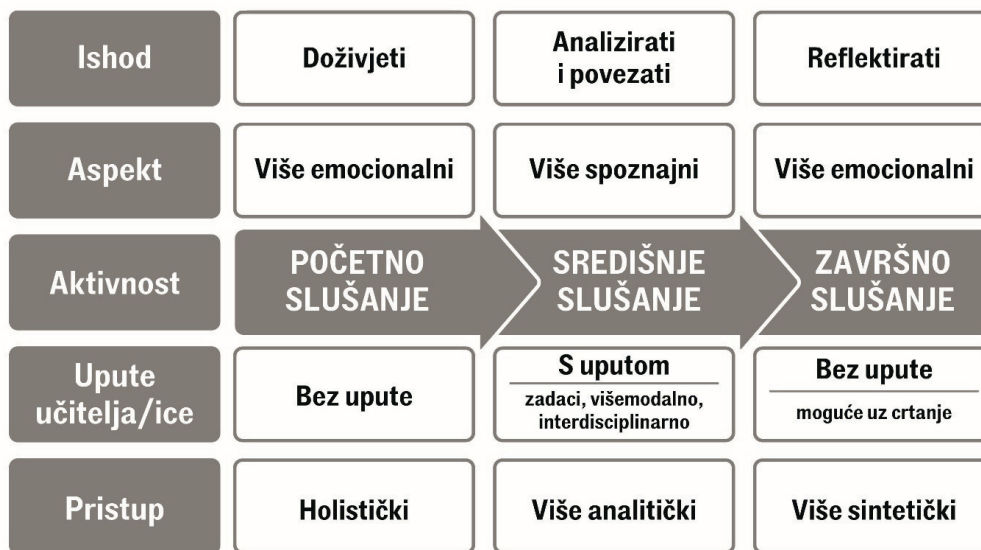 Ishod
Doživjeti
Analizirati
i povezati
Reflektirati
Aspekt
Više emocionalni
Više spoznajni
Više emocionalni
Aktivnost
POČETNO
SLUŠANJE
SREDIŠNJE
SLUŠANJE
ZAVRŠNO
SLUŠANJE
Upute
učitelja/ice
Bez upute
S uputom
zadaci, višemodalno,
interdisciplinarno
Bez upute
moguće uz crtanje
Pristup
Holistički
Više analitički
Više sintetički